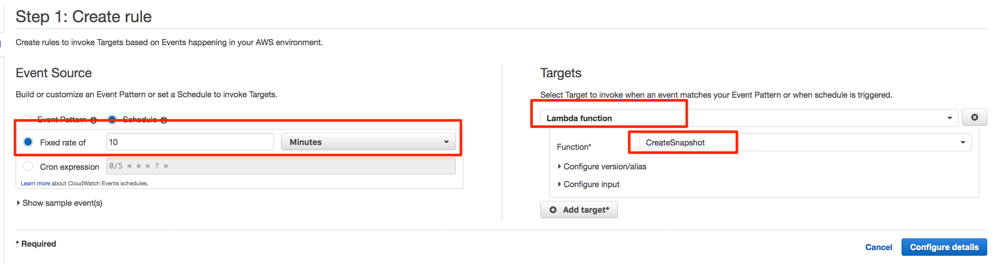 Step 1: Create rule
Create rules to invoke Targets based on Events happening in your AWS environment.
Event Source
Build or customize an Event Pattern or set a Schedule to invoke Targets.
Event Pattern Schedule
Fixed rate of 10 Minutes
Cron expression 0/5 * * * ? *
Learn more about CloudWatch Events schedules.
Show sample event(s)
Targets
Select Target to invoke when an event matches your Event Pattern or when schedule is triggered.
Lambda function
Function* CreateSnapshot
Configure version/alias
Configure input
Add target*
* Required
Cancel Configure details